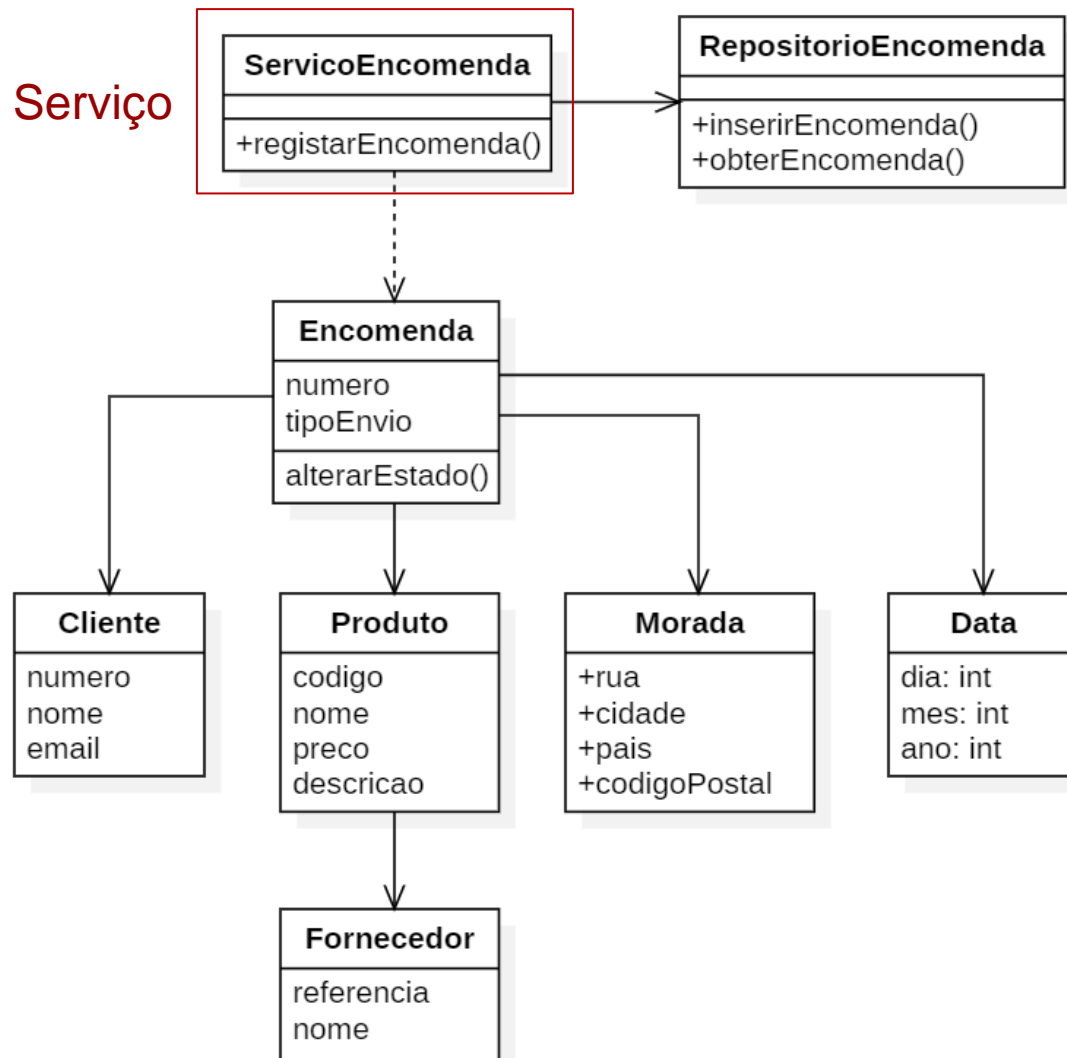 Serviço
ServicoEncomenda
+registarEncomenda()
RepositorioEncomenda
+inserirEncomenda()
+obterEncomenda()
Encomenda
numero
tipoEnvio
alterarEstado()
Cliente
numero
nome
email
Produto
codigo
nome
preco
descricao
Morada
+rua
+cidade
+pais
+codigoPostal
Data
dia: int
mes: int
ano: int
Fornecedor
referencia
nome